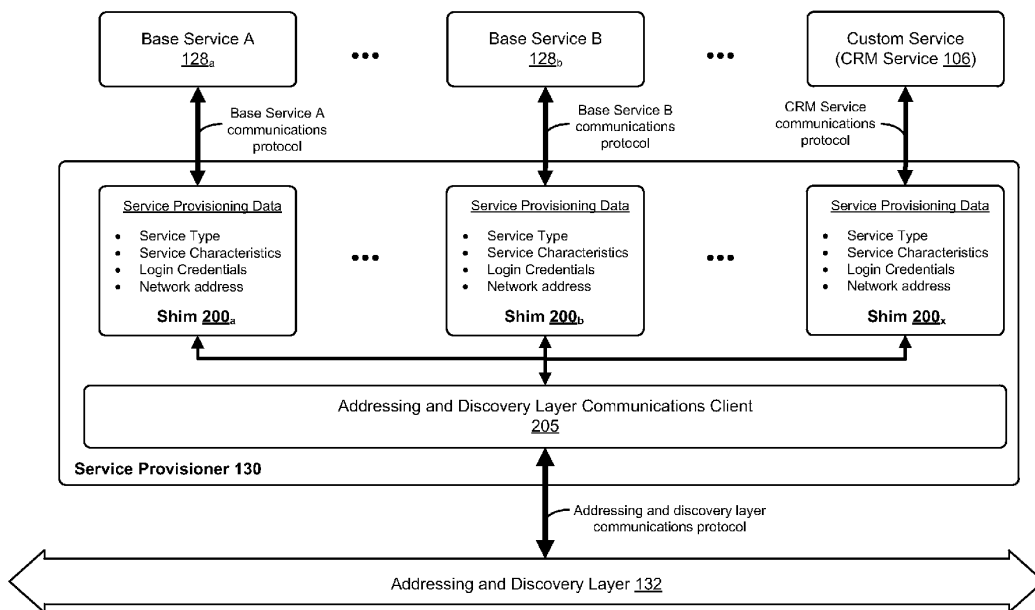 Base Service A
128a
•••
Base Service B
128b
•••
Custom Service
(CRM Service 106)
Base Service A
communications
protocol
Base Service B
communications
protocol
CRM Service
communications
protocol
Service Provisioning Data
• Service Type
• Service Characteristics
• Login Credentials
• Network address
Shim 200a
•••
Service Provisioning Data
• Service Type
• Service Characteristics
• Login Credentials
• Network address
Shim 200b
•••
Service Provisioning Data
• Service Type
• Service Characteristics
• Login Credentials
• Network address
Shim 200x
Addressing and Discovery Layer Communications Client
205
Service Provisioner 130
Addressing and discovery layer
communications protocol
Addressing and Discovery Layer 132